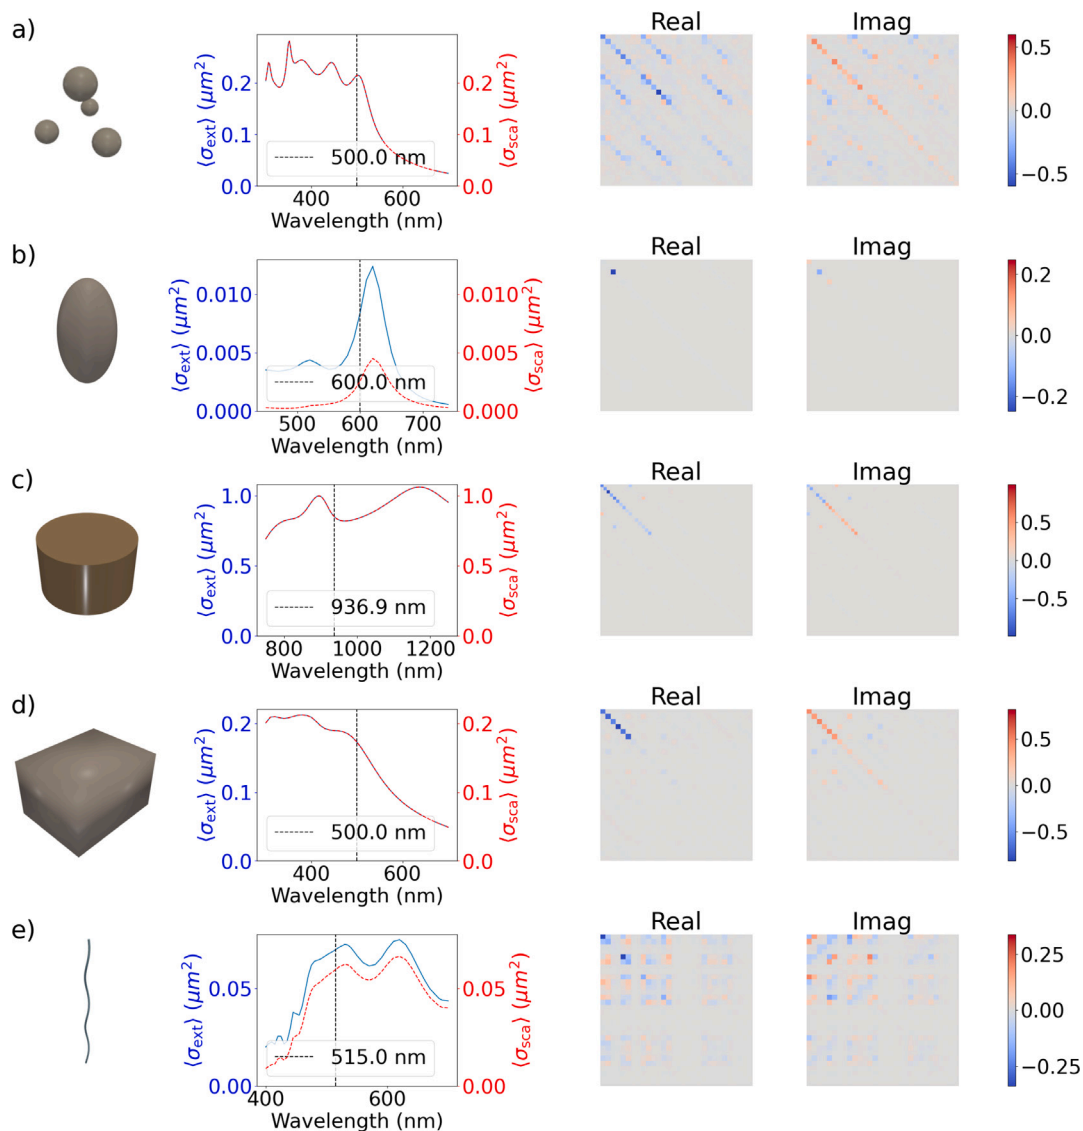 a)
⟨σext⟩ (μm²)
0.2
0.1
0.0
400
600
Wavelength (nm)
500.0 nm
0.2
0.1
0.0
⟨σsca⟩ (μm²)
Real
Imag
0.5
0.0
−0.5
b)
⟨σext⟩ (μm²)
0.010
0.005
0.000
500
600
700
Wavelength (nm)
600.0 nm
0.010
0.005
0.000
⟨σsca⟩ (μm²)
Real
Imag
0.2
0.0
−0.2
c)
⟨σext⟩ (μm²)
1.0
0.5
0.0
800
1000
1200
Wavelength (nm)
936.9 nm
1.0
0.5
0.0
⟨σsca⟩ (μm²)
Real
Imag
0.5
0.0
−0.5
d)
⟨σext⟩ (μm²)
0.2
0.1
0.0
400
600
Wavelength (nm)
500.0 nm
0.2
0.1
0.0
⟨σsca⟩ (μm²)
Real
Imag
0.5
0.0
−0.5
e)
⟨σext⟩ (μm²)
0.05
0.00
400
500
600
Wavelength (nm)
515.0 nm
0.05
0.00
⟨σsca⟩ (μm²)
Real
Imag
0.25
0.00
−0.25